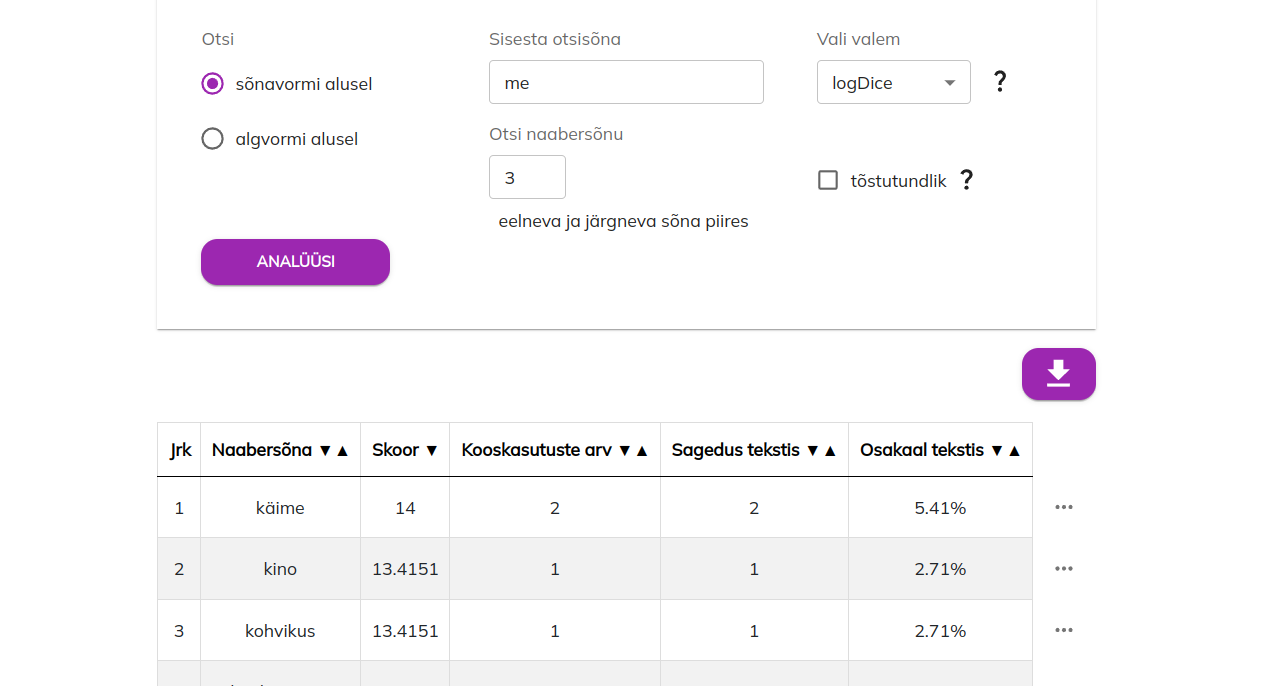 Otsi
sõnavormi alusel
algvormi alusel
Sisesta otsisõna
me
Otsi naabersõnu
3
eelneva ja järgneva sõna piires
Vali valem
logDice ?
tõstutundlik ?
ANALÜÜSI
Jrk Naabersõna ▼▲ Skoor ▼ Kooskasutuste arv ▼▲ Sagedus tekstis ▼▲ Osakaal tekstis ▼▲
1 käime 14 2 2 5.41%
2 kino 13.4151 1 1 2.71%
3 kohvikus 13.4151 1 1 2.71%